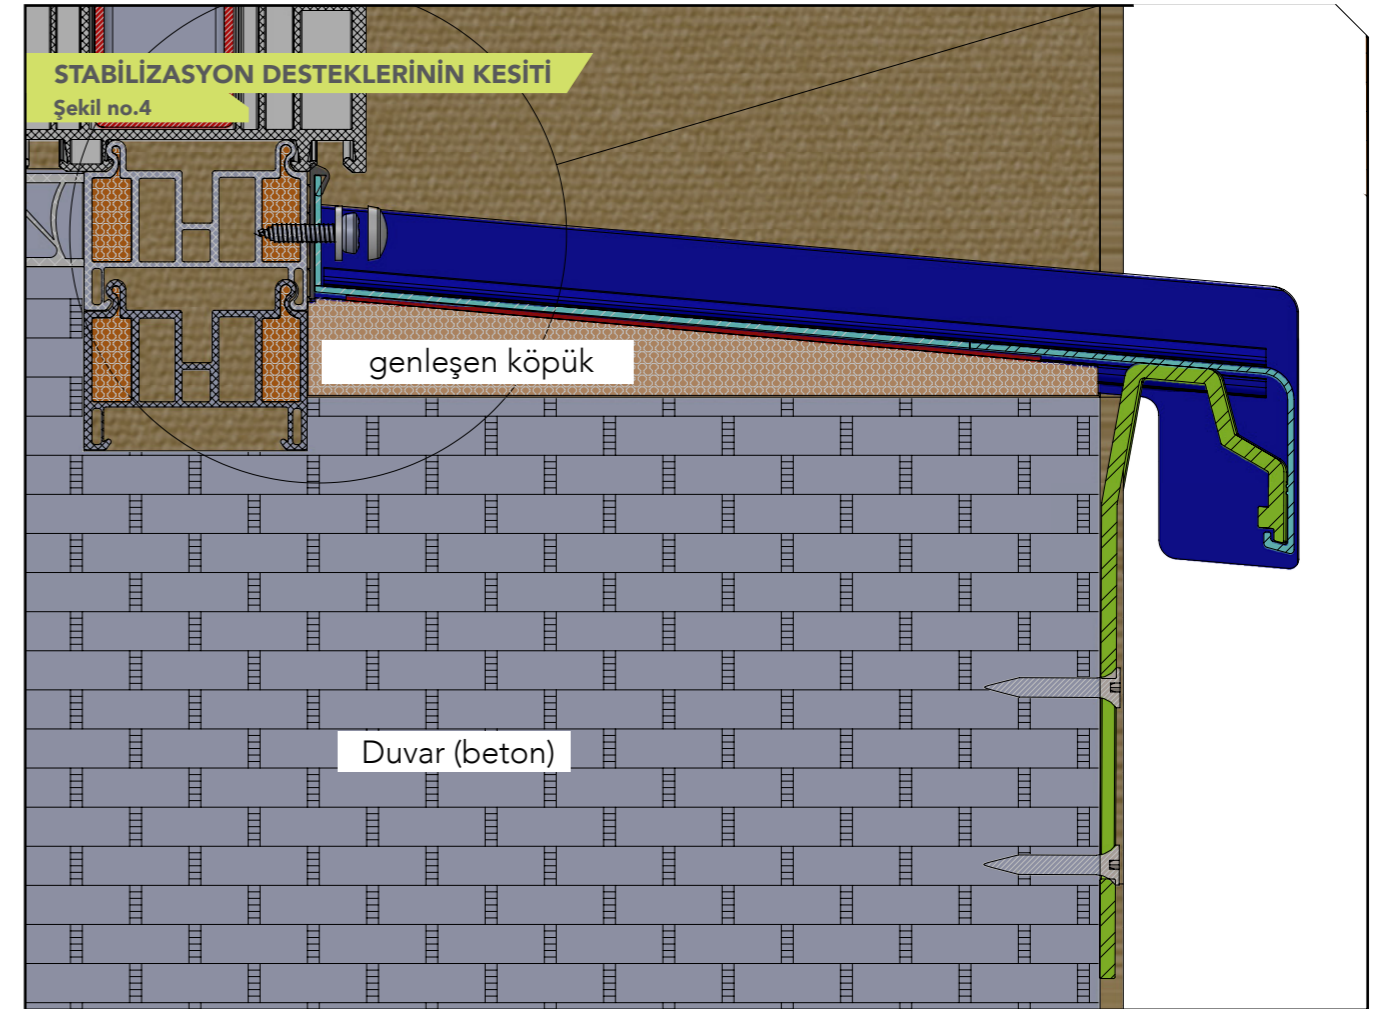 STABİLİZASYON DESTEKLERİNİN KESİTİ
Şekil no.4
genleşen köpük
Duvar (beton)